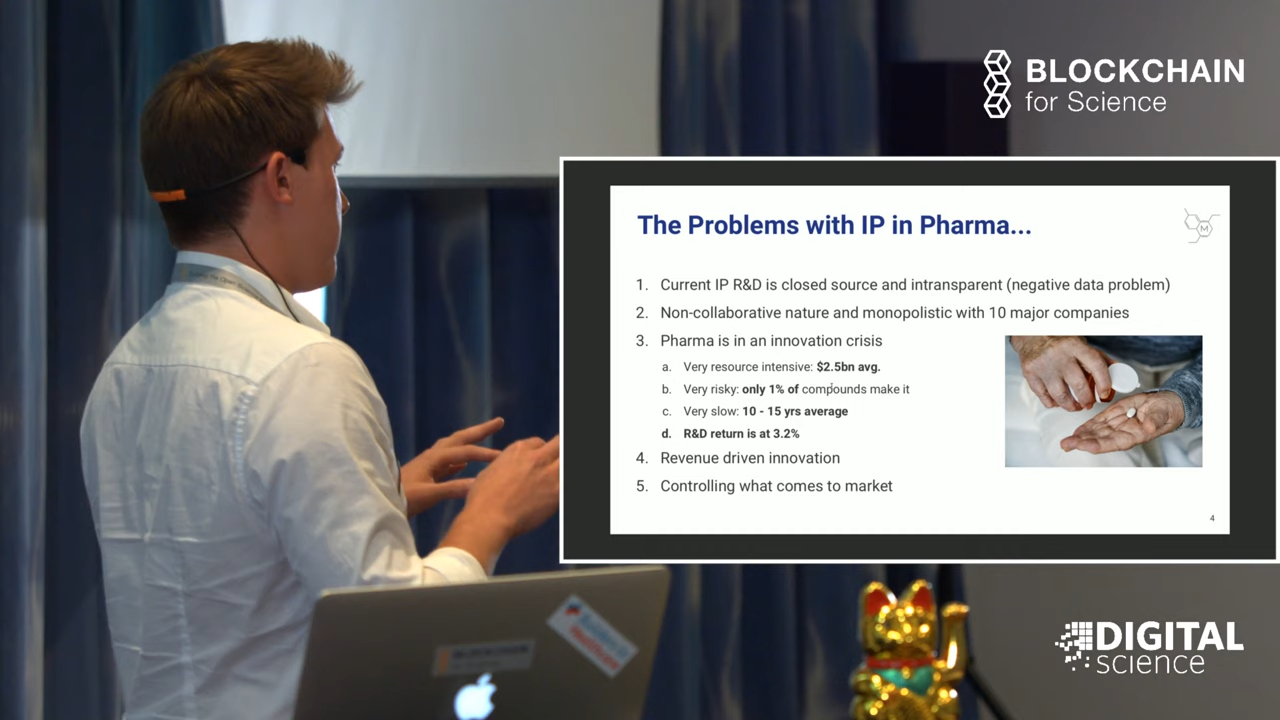 BLOCKCHAIN
for Science
The Problems with IP in Pharma...
M
1. Current IP R&D is closed source and intransparent (negative data problem)
2. Non-collaborative nature and monopolistic with 10 major companies
3. Pharma is in an innovation crisis
a. Very resource intensive: $2.5bn avg.
b. Very risky: only 1% of compounds make it
c. Very slow: 10 - 15 yrs average
d. R&D return is at 3.2%
4. Revenue driven innovation
5. Controlling what comes to market
4
BLOCKCHAIN
DIGITAL
science